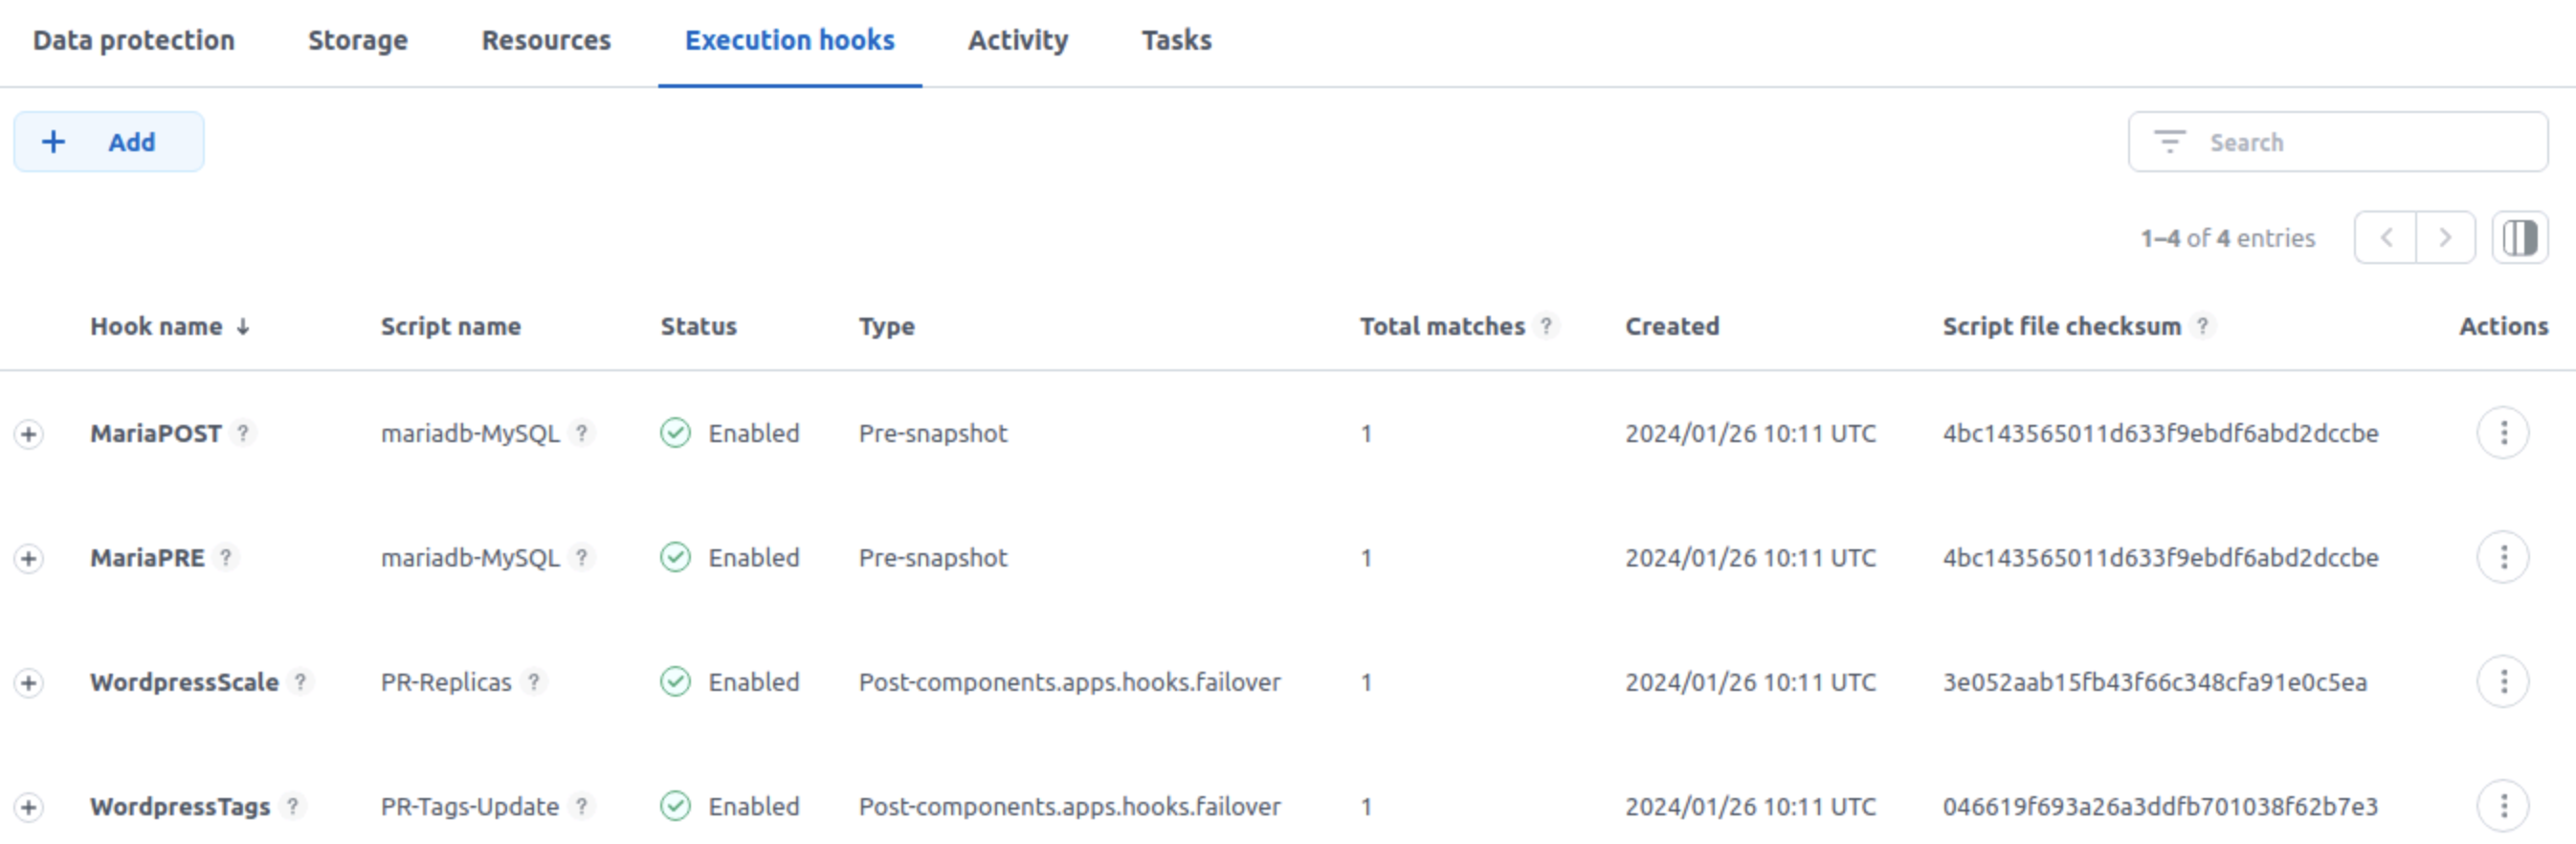 Data protection Storage Resources Execution hooks Activity Tasks
+ Add Search
1–4 of 4 entries
Hook name ↓ Script name Status Type Total matches ? Created Script file checksum ? Actions
MariaPOST ? mariadb-MySQL ? Enabled Pre-snapshot 1 2024/01/26 10:11 UTC 4bc143565011d633f9ebdf6abd2dccbe
MariaPRE ? mariadb-MySQL ? Enabled Pre-snapshot 1 2024/01/26 10:11 UTC 4bc143565011d633f9ebdf6abd2dccbe
WordpressScale ? PR-Replicas ? Enabled Post-components.apps.hooks.failover 1 2024/01/26 10:11 UTC 3e052aab15fb43f66c348cfa91e0c5ea
WordpressTags ? PR-Tags-Update ? Enabled Post-components.apps.hooks.failover 1 2024/01/26 10:11 UTC 046619f693a26a3ddfb701038f62b7e3